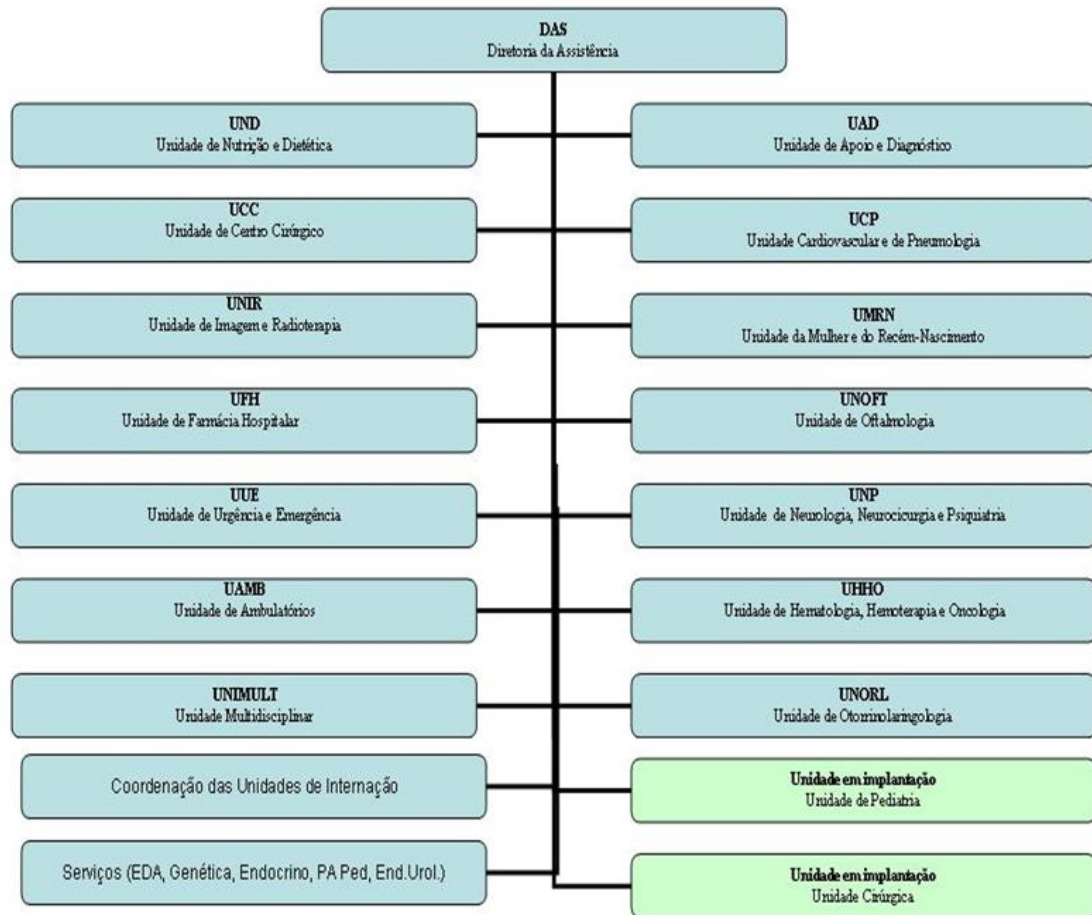 DAS
Diretoria da Assistência
UND
Unidade de Nutrição e Dietética
UAD
Unidade de Apoio e Diagnóstico
UCC
Unidade de Centro Cirúrgico
UCP
Unidade Cardiovascular e de Pneumologia
UNIR
Unidade de Imagem e Radioterapia
UMRN
Unidade da Mulher e do Recém-Nascimento
UFH
Unidade de Farmácia Hospitalar
UNOFT
Unidade de Oftalmologia
UUE
Unidade de Urgência e Emergência
UNP
Unidade de Neurologia, Neurocicurgia e Psiquiatria
UAMB
Unidade de Ambulatórios
UHHO
Unidade de Hematologia, Hemoterapia e Oncologia
UNIMULT
Unidade Multidisciplinar
UNORL
Unidade de Otorrinolaringologia
Coordenação das Unidades de Internação
Unidade em implantação
Unidade de Pediatria
Serviços (EDA, Genética, Endocrino, PA Ped, End.Urol.)
Unidade em implantação
Unidade Cirúrgica